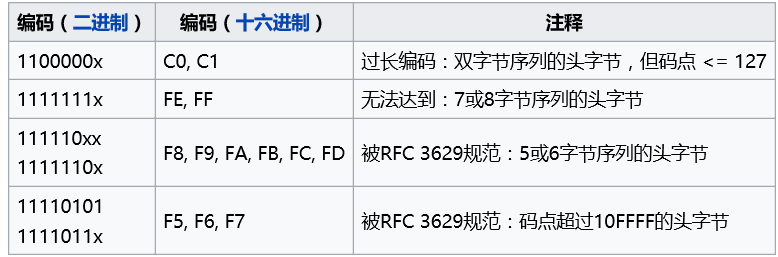 编码（二进制） 编码（十六进制） 注释
1100000x C0, C1 过长编码：双字节序列的头字节，但码点 <= 127
1111111x FE, FF 无法达到：7或8字节序列的头字节
111110xx
1111110x F8, F9, FA, FB, FC, FD 被RFC 3629规范：5或6字节序列的头字节
11110101
1111011x F5, F6, F7 被RFC 3629规范：码点超过10FFFF的头字节